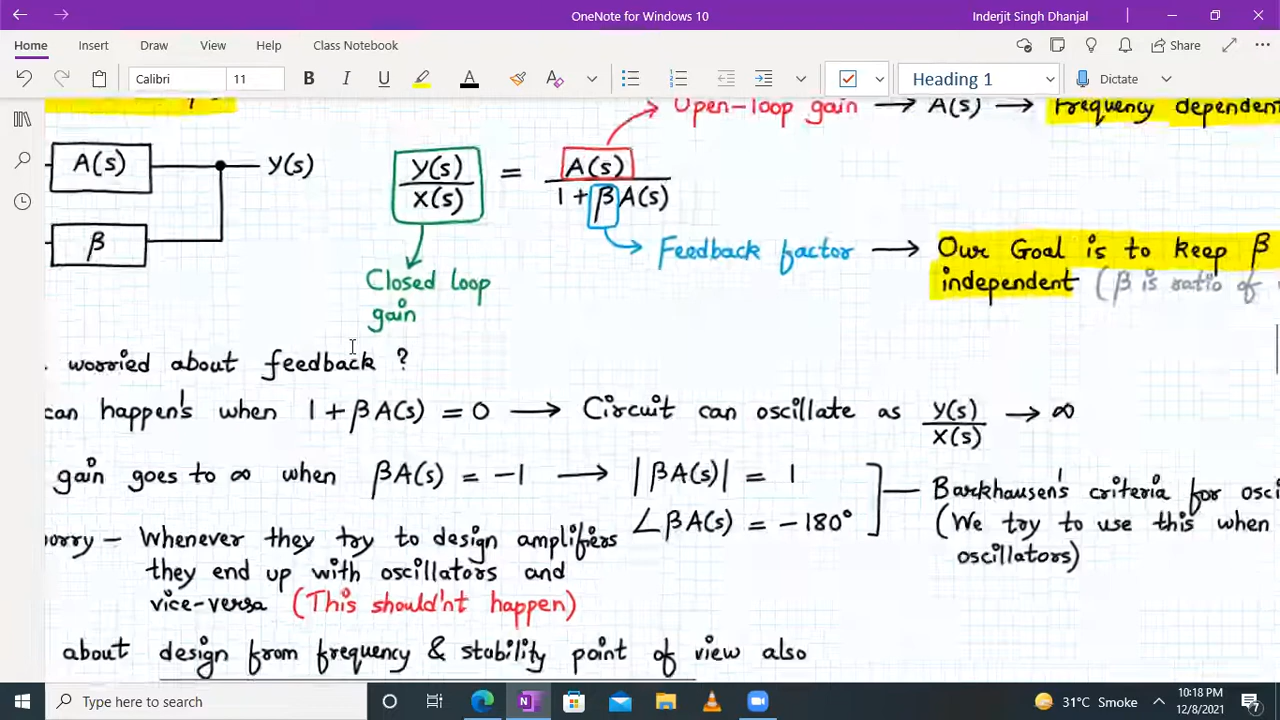 OneNote for Windows 10
Inderjit Singh Dhanjal
Home Insert Draw View Help Class Notebook Share
Calibri 11 B I U A Heading 1 Dictate
Open-loop gain → A(s) → Frequency dependent
A(s) Y(s) Y(s)/X(s) = A(s)/1 + βA(s)
β
Feedback factor → Our Goal is to keep β
independent (β is ratio of
Closed loop
gain
worried about feedback ?
can happen's when 1 + βA(s) = 0 → Circuit can oscillate as Y(s)/X(s) → ∞
gain goes to ∞ when βA(s) = -1 → |βA(s)| = 1
∠βA(s) = -180°
Barkhausen's criteria for osci
(We try to use this when
oscillators)
orry - Whenever they try to design amplifiers
they end up with oscillators and
vice-versa (This should'nt happen)
about design from frequency & stability point of view also
Type here to search
31°C Smoke
10:18 PM
12/8/2021
7